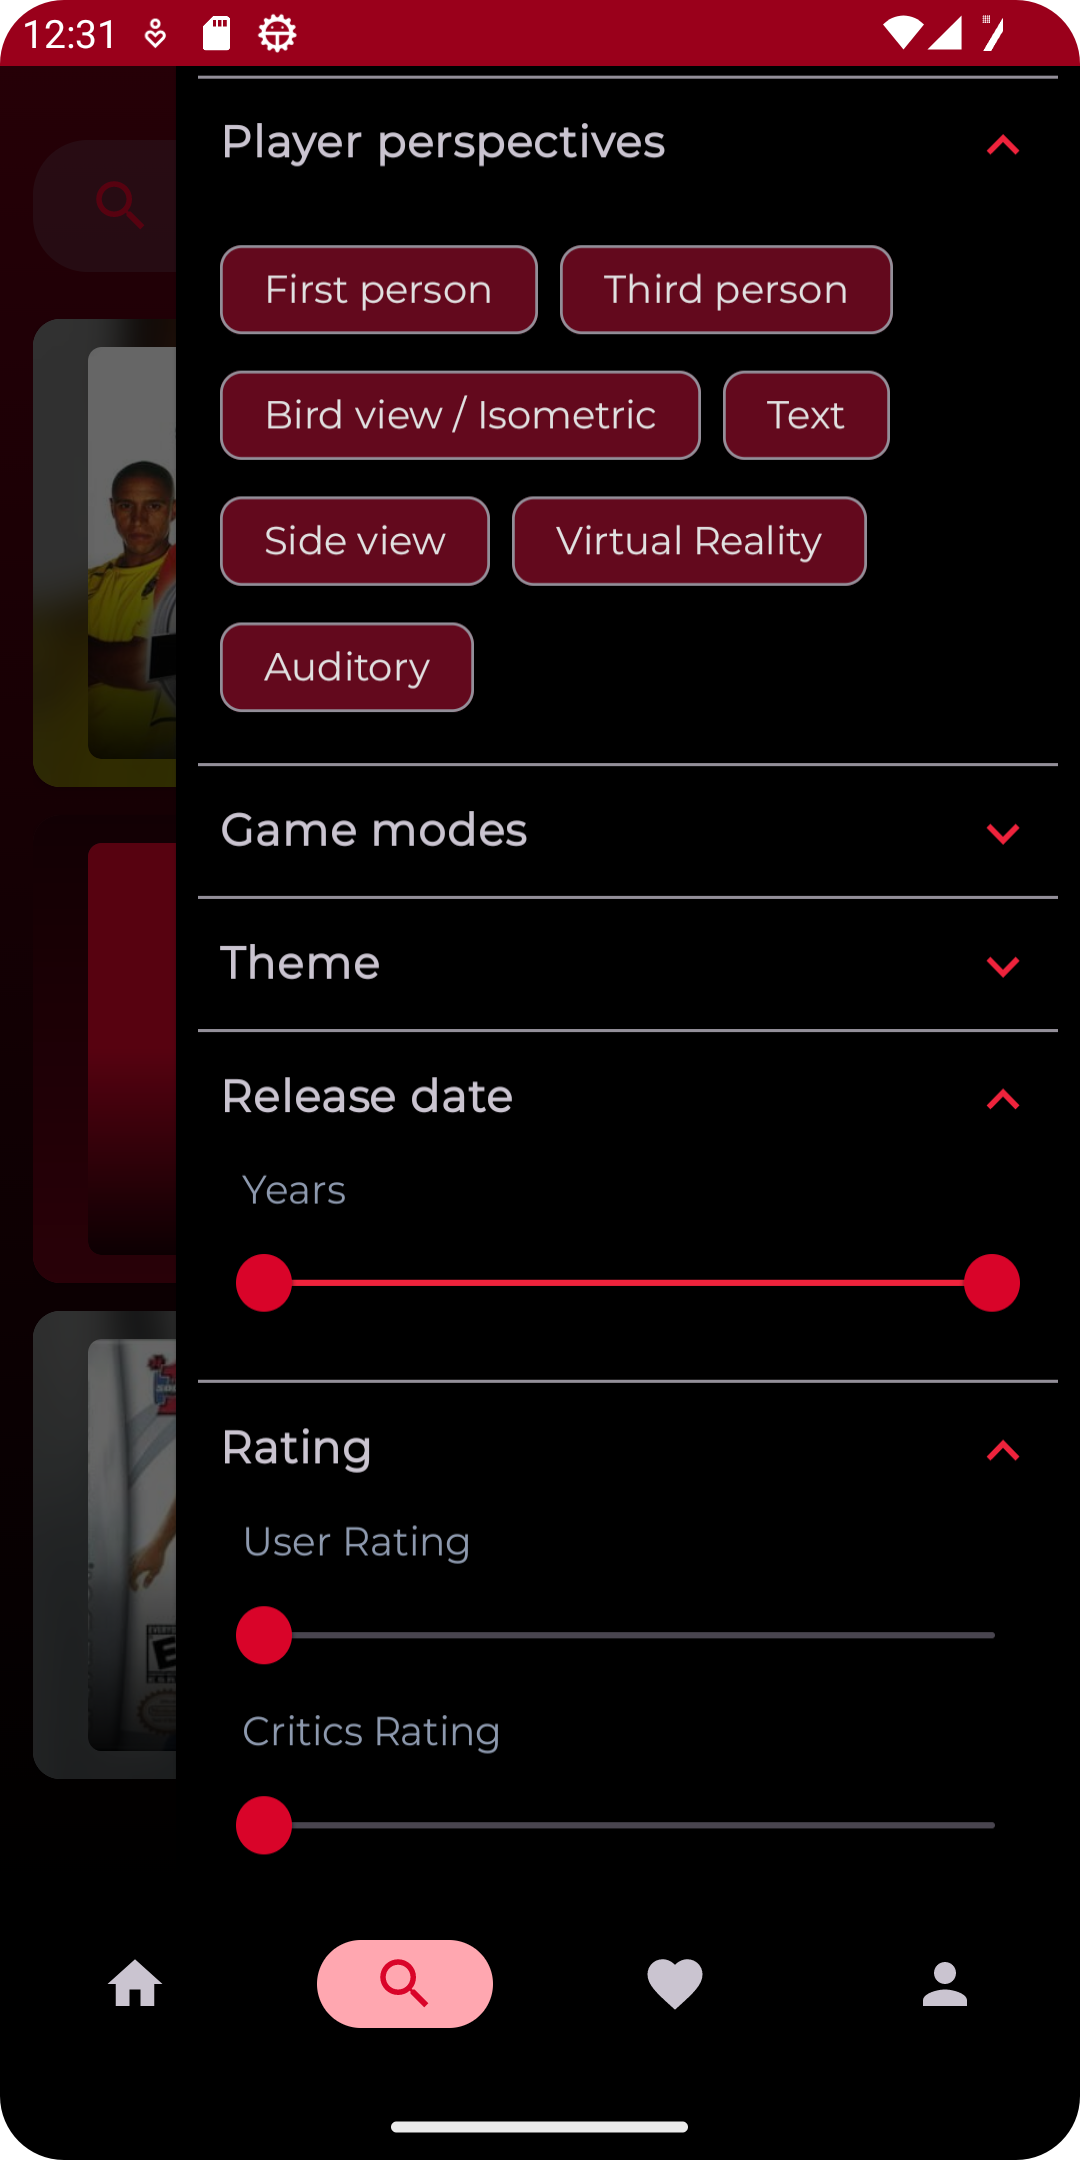 12:31
Player perspectives
First person Third person
Bird view / Isometric Text
Side view Virtual Reality
Auditory
Game modes
Theme
Release date
Years
Rating
User Rating
Critics Rating